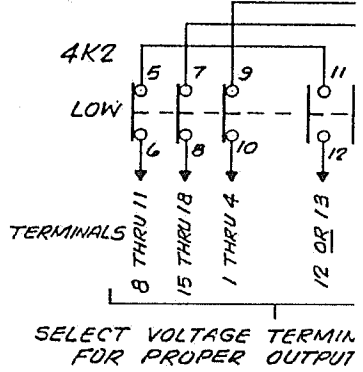 4K2
LOW
5
7
9
11
6
8
10
12
TERMINALS
8 THRU 11
15 THRU 18
1 THRU 4
12 OR 13
SELECT VOLTAGE TERMIN
FOR PROPER OUTPUT